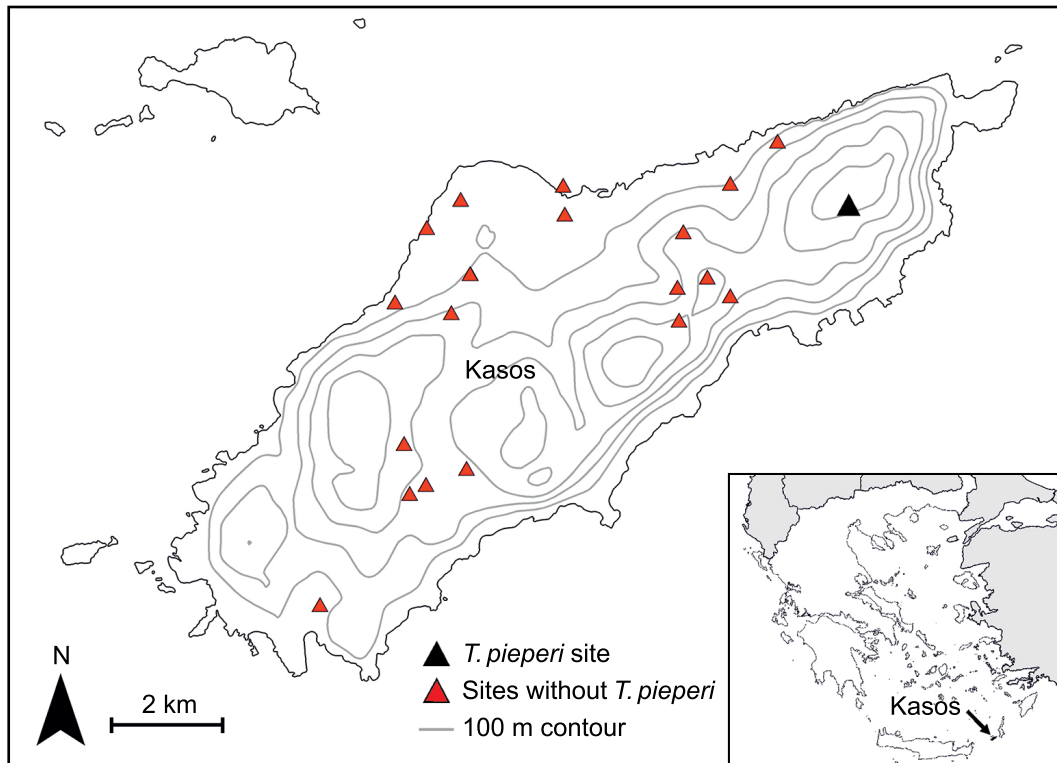 Kasos
N
2 km
T. pieperi site
Sites without T. pieperi
100 m contour
Kasos